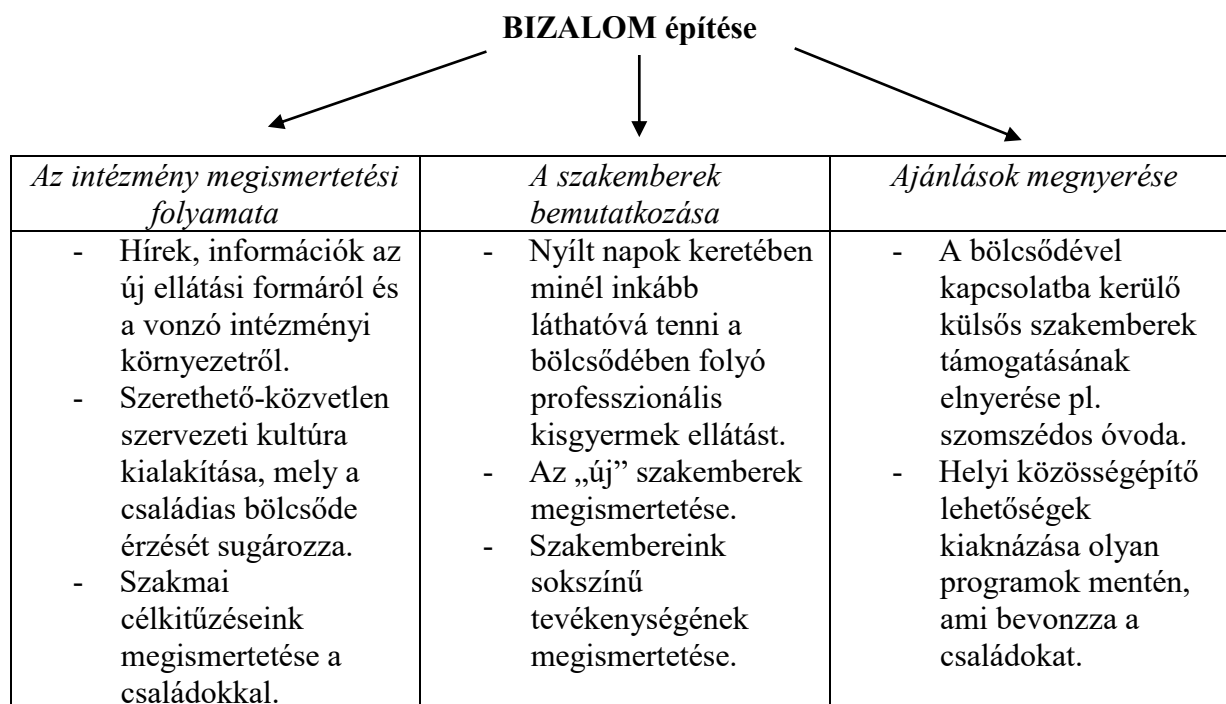 BIZALOM építése
Az intézmény megismertetési
folyamata
- Hírek, információk az
új ellátási formáról és
a vonzó intézményi
környezetről.
- Szerethető-közvetlen
szervezeti kultúra
kialakítása, mely a
családias bölcsőde
érzését sugározza.
- Szakmai
célkitűzéseink
megismertetése a
családokkal.
A szakemberek
bemutatkozása
- Nyílt napok keretében
minél inkább
láthatóvá tenni a
bölcsődében folyó
professzionális
kisgyermek ellátást.
- Az „új” szakemberek
megismertetése.
- Szakembereink
sokszínű
tevékenységének
megismertetése.
Ajánlások megnyerése
- A bölcsődével
kapcsolatba kerülő
külsős szakemberek
támogatásának
elnyerése pl.
szomszédos óvoda.
- Helyi közösségépítő
lehetőségek
kiaknázása olyan
programok mentén,
ami bevonzza a
családokat.